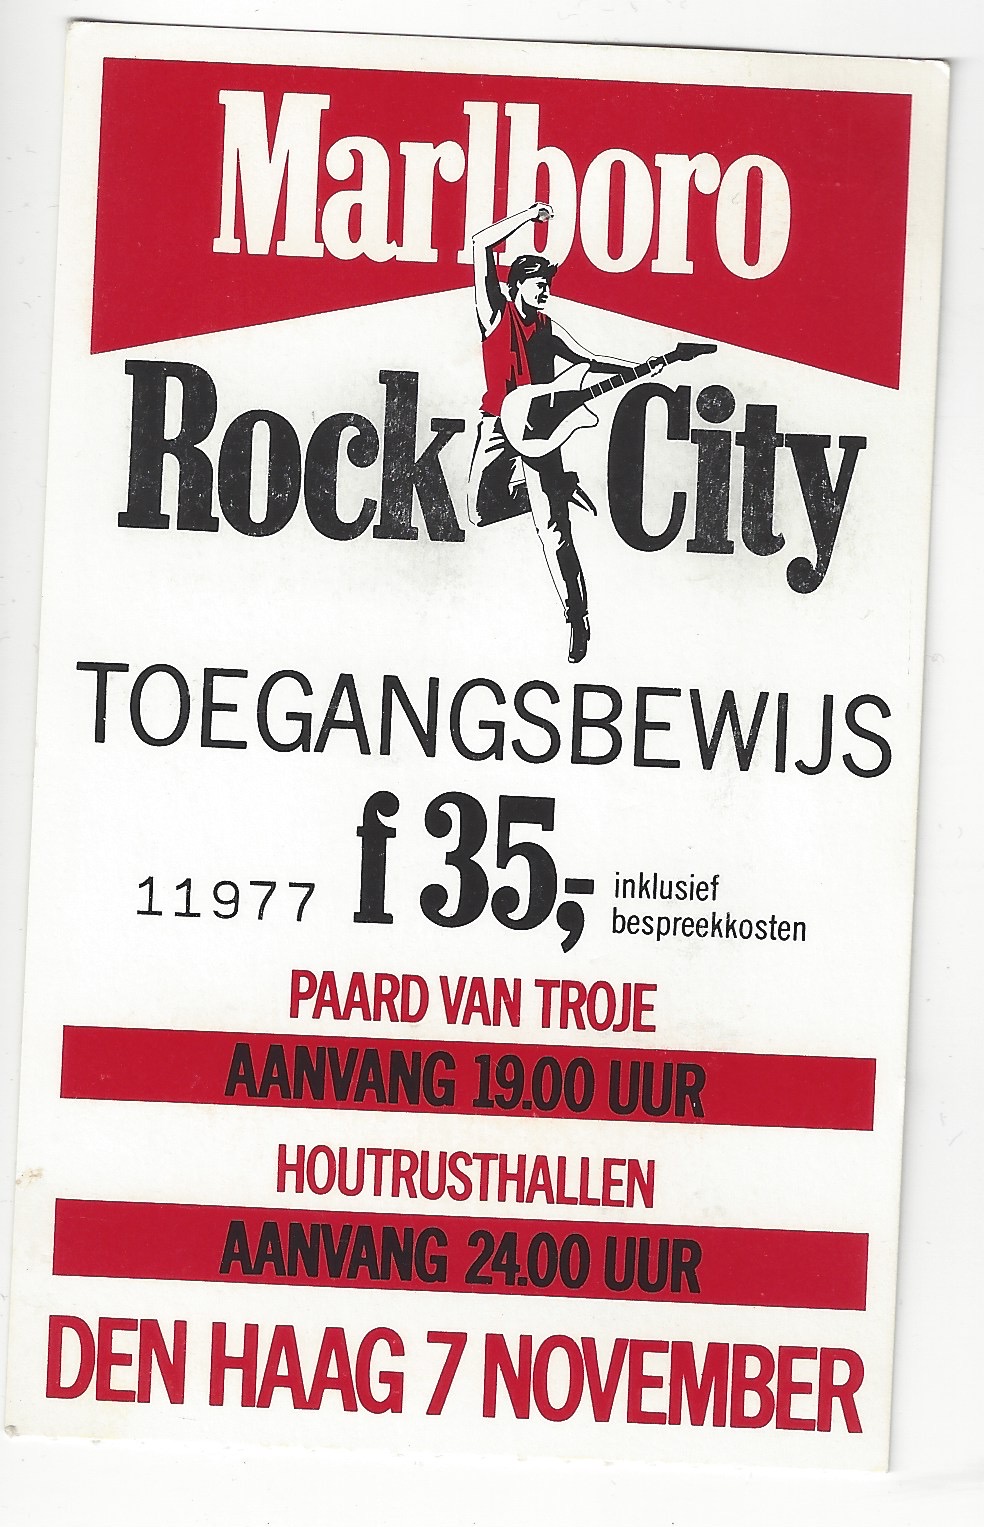 Marlboro
Rock City
TOEGANGSBEWIJS
11977 f 35,- inklusief
bespreekkosten
PAARD VAN TROJE
AANVANG 19.00 UUR
HOUTRUSTHALLEN
AANVANG 24.00 UUR
DEN HAAG 7 NOVEMBER